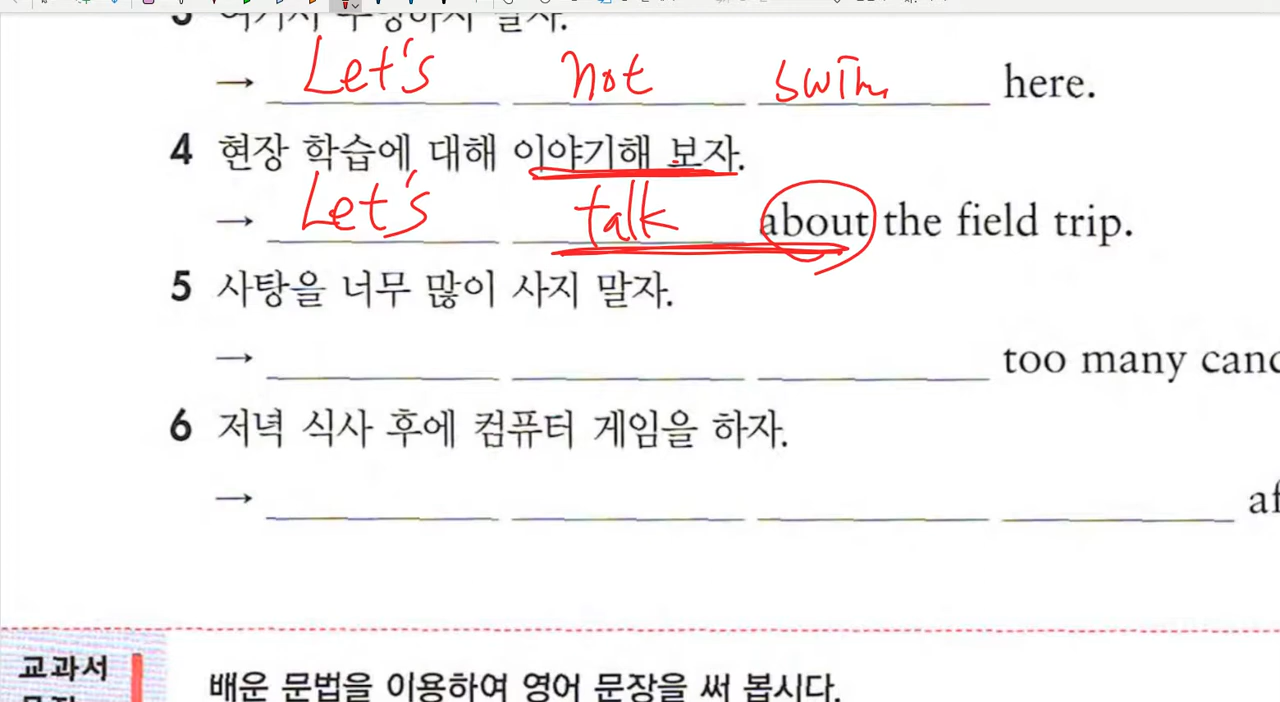 → Let's not swim here.
4 현장 학습에 대해 이야기해 보자.
→ Let's talk about the field trip.
5 사탕을 너무 많이 사지 말자.
→ too many
6 저녁 식사 후에 컴퓨터 게임을 하자.
→
교과서
배운 문법을 이용하여 영어 문장을 써 봅시다.